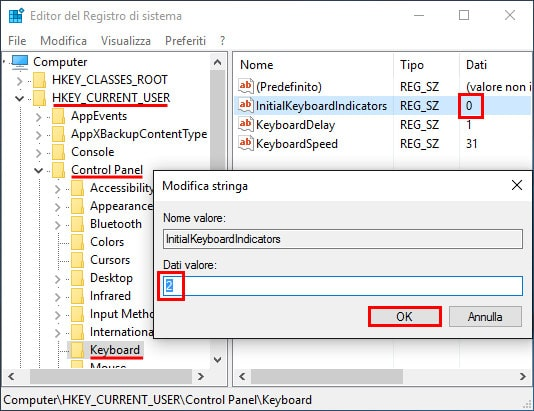 Editor del Registro di sistema
File Modifica Visualizza Preferiti ?
Computer
HKEY_CLASSES_ROOT
HKEY_CURRENT_USER
AppEvents
AppXBackupContentType
Console
Control Panel
Accessibility
Appearance
Bluetooth
Colors
Cursors
Desktop
Infrared
Input Metho
International
Keyboard
Mouse
Nome Tipo Dati
(Predefinito) REG_SZ (valore non i
InitialKeyboardIndicators REG_SZ 0
KeyboardDelay REG_SZ 1
KeyboardSpeed REG_SZ 31
Modifica stringa
Nome valore:
InitialKeyboardIndicators
Dati valore:
2
OK Annulla
Computer\HKEY_CURRENT_USER\Control Panel\Keyboard